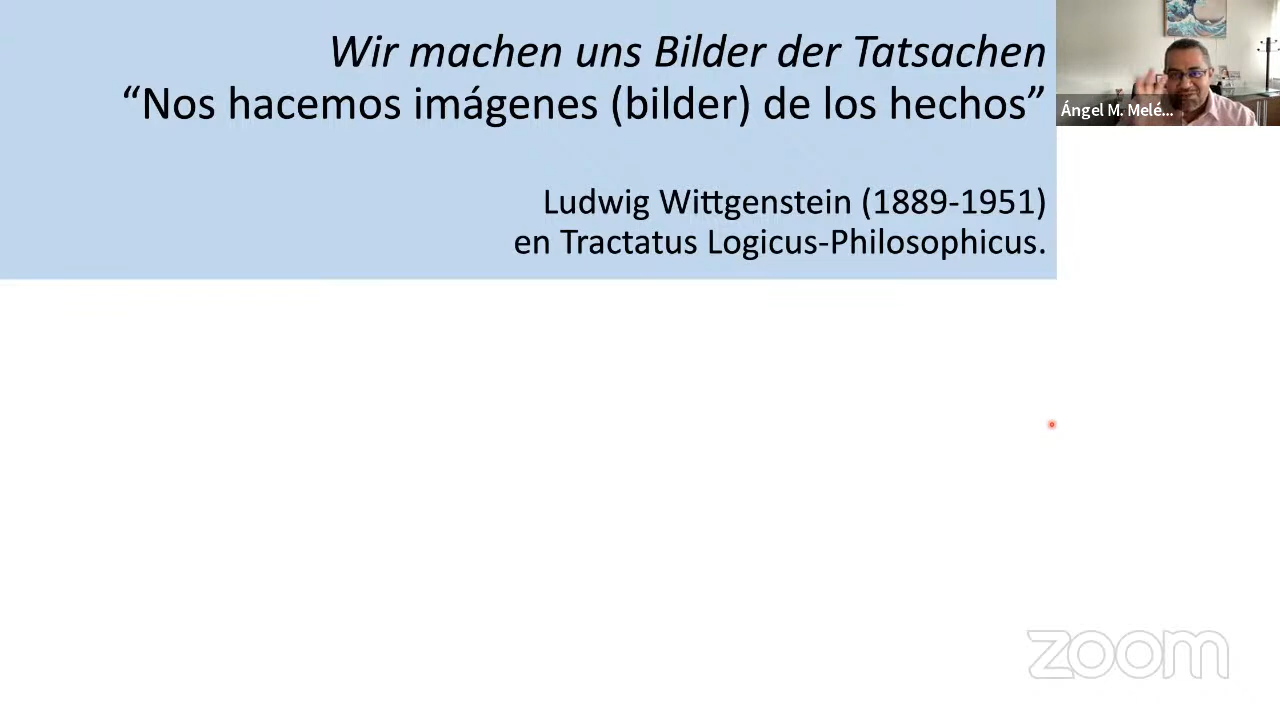 Wir machen uns Bilder der Tatsachen
“Nos hacemos imágenes (bilder) de los hechos”
Ludwig Wittgenstein (1889-1951)
en Tractatus Logicus-Philosophicus.
Ángel M. Melé...
zoom